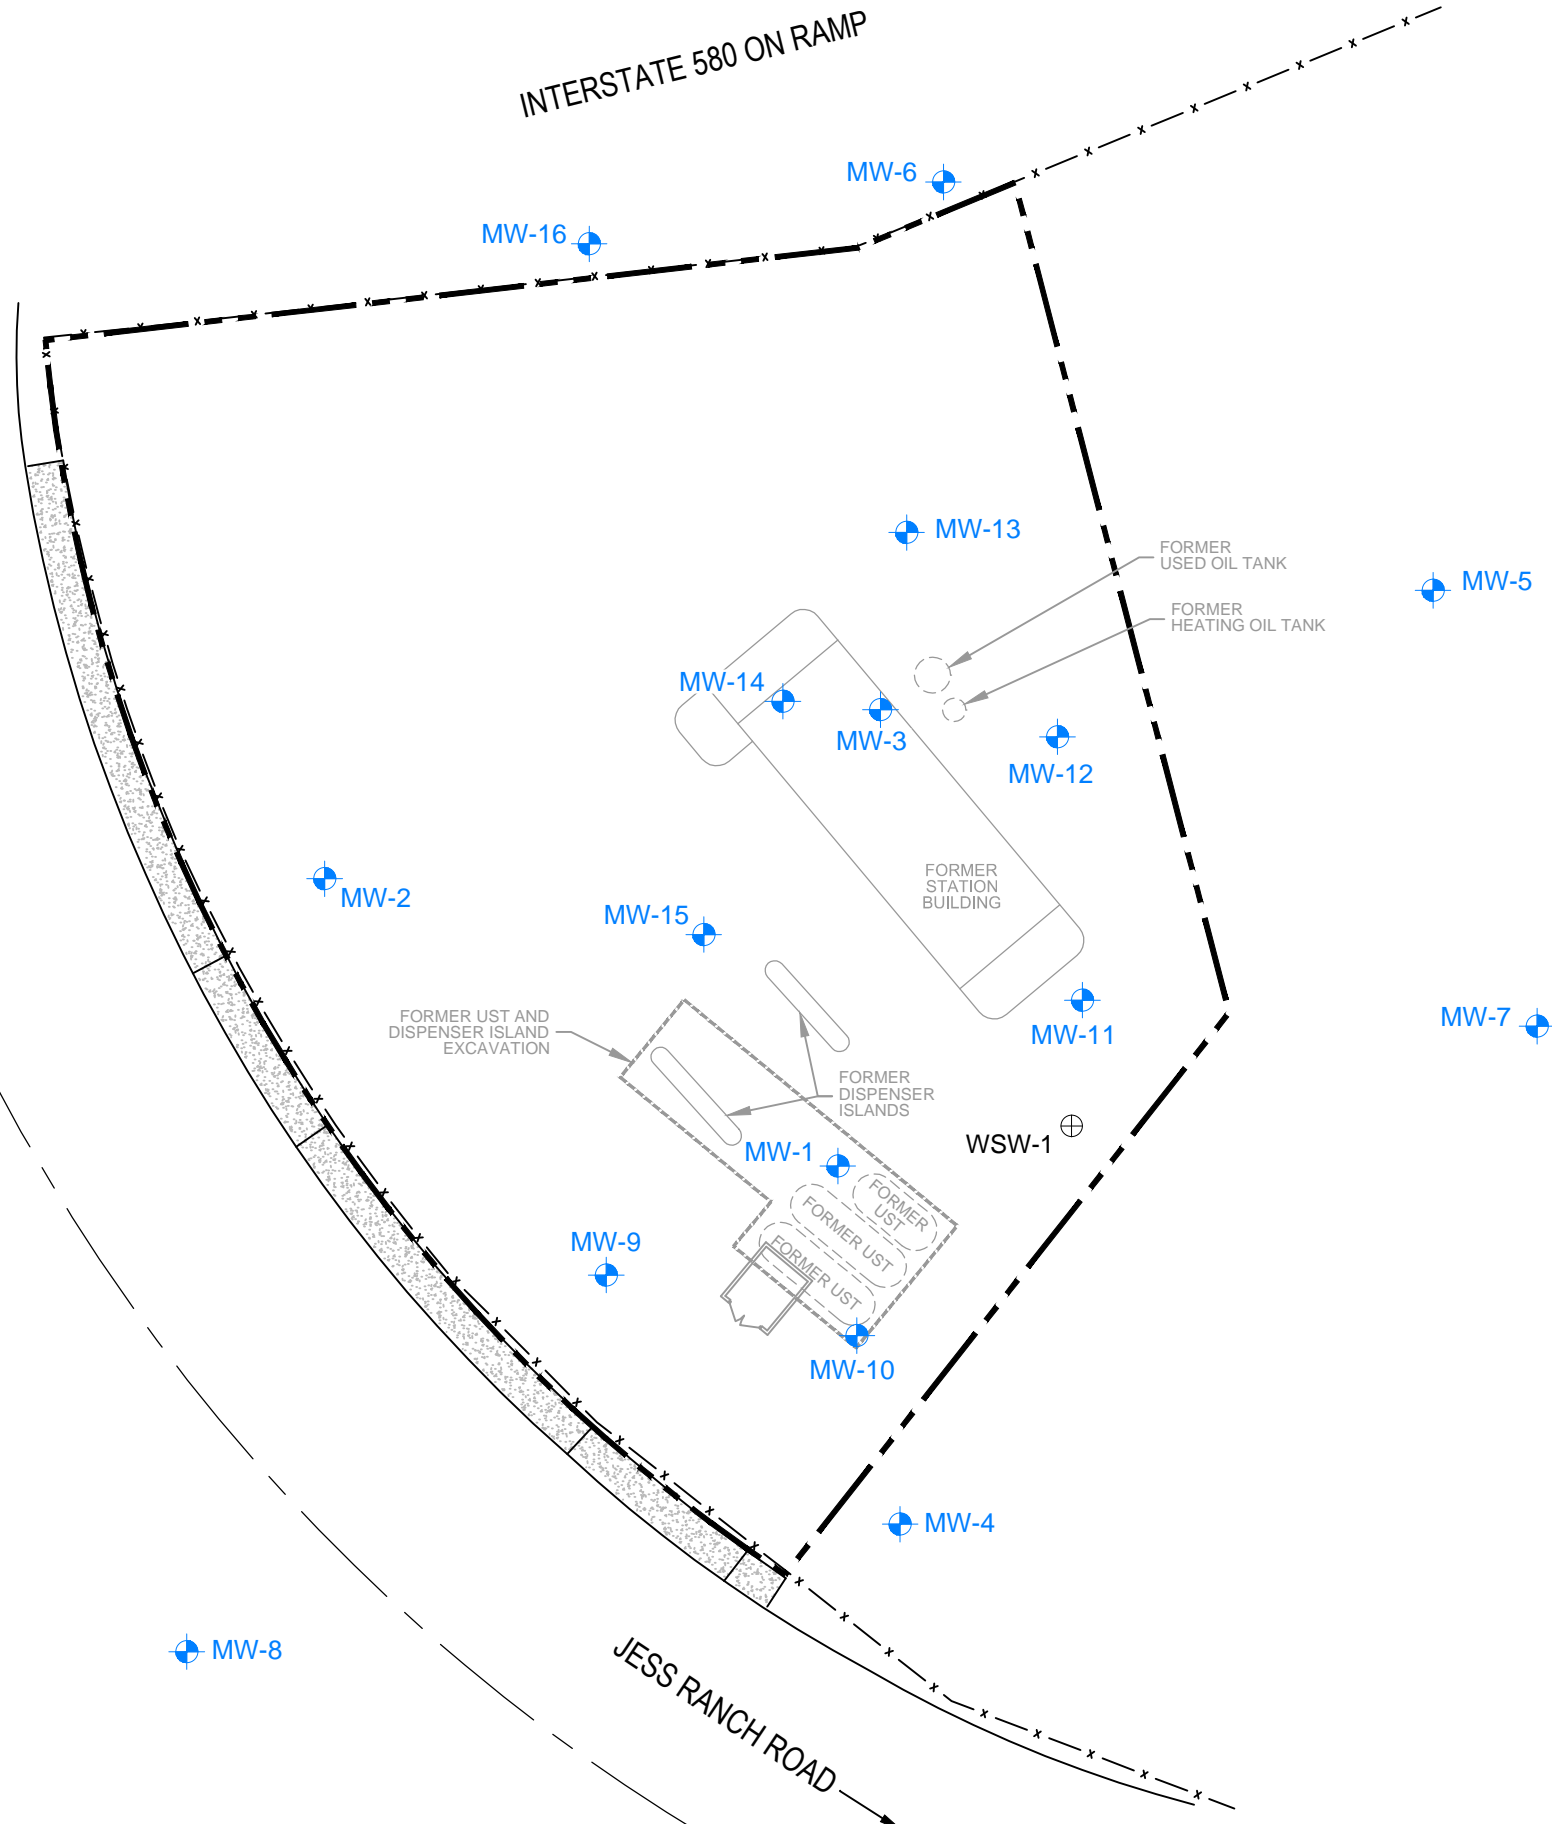 INTERSTATE 580 ON RAMP
MW-6
MW-16
MW-13
FORMER
USED OIL TANK
MW-5
FORMER
HEATING OIL TANK
MW-14
MW-3
MW-12
FORMER
STATION
BUILDING
MW-2
MW-15
FORMER UST AND
DISPENSER ISLAND
EXCAVATION
MW-11
MW-7
FORMER
DISPENSER
ISLANDS
WSW-1
MW-1
FORMER
UST
FORMER UST
FORMER UST
MW-9
MW-10
MW-4
MW-8
JESS RANCH ROAD